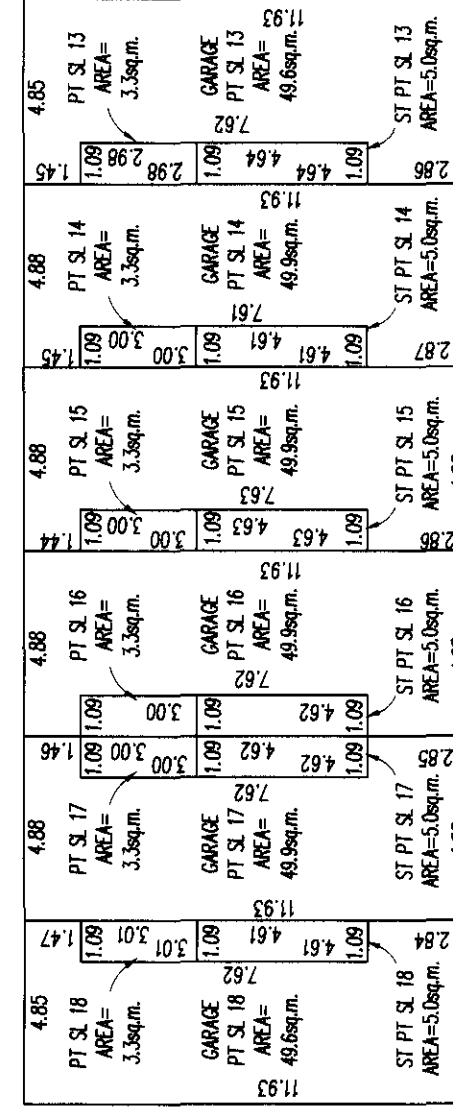 4.85
PT SL 13
AREA=
3.3sq.m.
GARAGE
PT SL 13
AREA=
49.6sq.m.
11.93
7.62
1.45
1.09
2.98
2.98
1.09
4.64
4.64
1.09
ST PT SL 13
AREA=5.0sq.m.
2.86
4.88
PT SL 14
AREA=
3.3sq.m.
GARAGE
PT SL 14
AREA=
49.9sq.m.
11.93
7.61
1.45
1.09
3.00
3.00
1.09
4.61
4.61
1.09
ST PT SL 14
AREA=5.0sq.m.
2.87
4.88
PT SL 15
AREA=
3.3sq.m.
GARAGE
PT SL 15
AREA=
49.9sq.m.
11.93
7.63
1.44
1.09
3.00
3.00
1.09
4.63
4.63
1.09
ST PT SL 15
AREA=5.0sq.m.
2.86
4.88
PT SL 16
AREA=
3.3sq.m.
GARAGE
PT SL 16
AREA=
49.9sq.m.
11.93
7.62
1.09
3.00
1.09
4.62
1.09
ST PT SL 16
AREA=5.0sq.m.
1.46
1.09
3.00
3.00
1.09
4.62
4.62
1.09
2.85
4.88
PT SL 17
AREA=
3.3sq.m.
GARAGE
PT SL 17
AREA=
49.9sq.m.
7.62
11.93
ST PT SL 17
AREA=5.0sq.m.
1.47
1.09
3.01
3.01
1.09
4.61
4.61
1.09
2.84
4.85
PT SL 18
AREA=
3.3sq.m.
GARAGE
PT SL 18
AREA=
49.6sq.m.
7.62
11.93
ST PT SL 18
AREA=5.0sq.m.